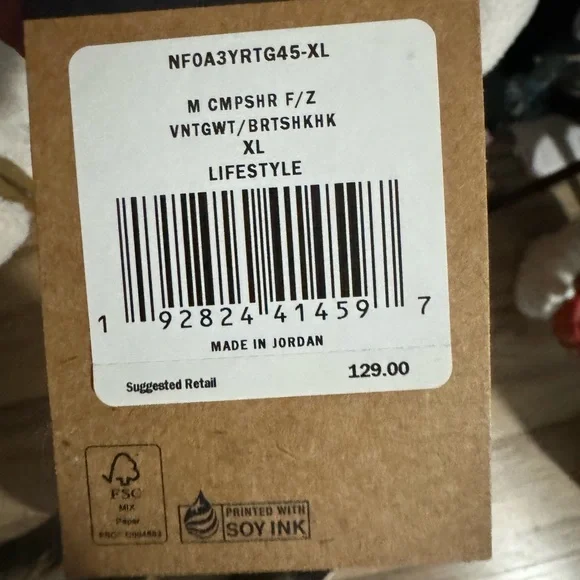 NF0A3YRTG45-XL
M CMPSHR F/Z
VNTGWT/BRTSHKHK
XL
LIFESTYLE
1 92824 41459 7
MADE IN JORDAN
Suggested Retail 129.00
FSC
MIX
Paper
PRINTED WITH
SOY INK